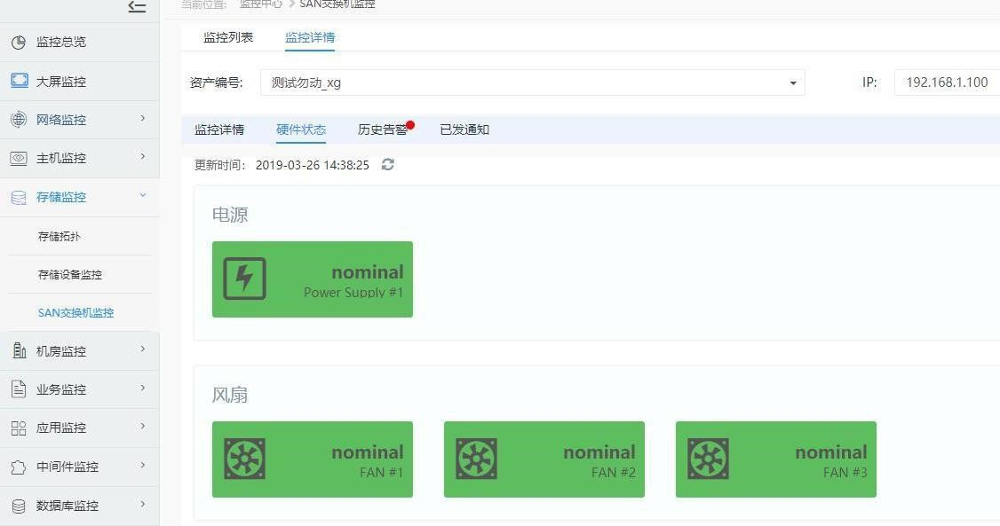 当前位置: 监控中心 > SAN交换机监控
监控总览
大屏监控
网络监控
主机监控
存储监控
存储拓扑
存储设备监控
SAN交换机监控
机房监控
业务监控
应用监控
中间件监控
数据库监控
监控列表 监控详情
资产编号: 测试勿动_xg IP: 192.168.1.100
监控详情 硬件状态 历史告警 已发通知
更新时间: 2019-03-26 14:38:25
电源
nominal
Power Supply #1
风扇
nominal
FAN #1
nominal
FAN #2
nominal
FAN #3